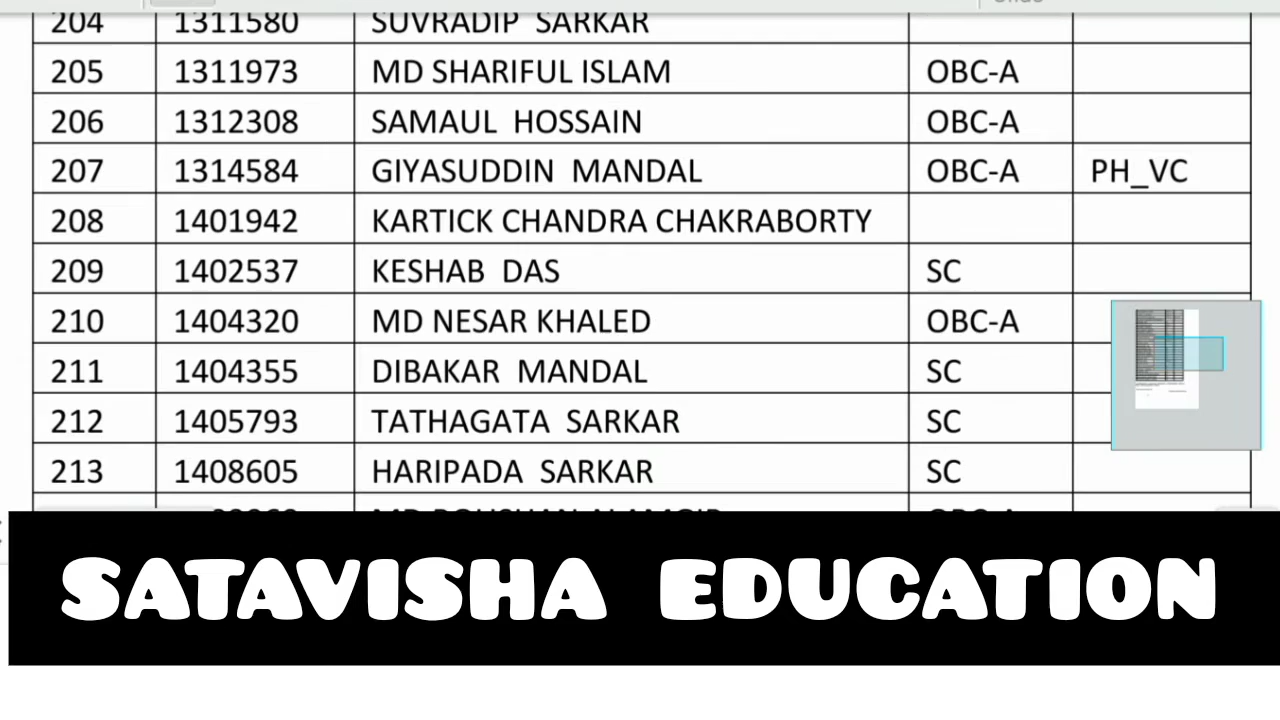 204 1311580 SUVRADIP SARKAR
205 1311973 MD SHARIFUL ISLAM OBC-A
206 1312308 SAMAUL HOSSAIN OBC-A
207 1314584 GIYASUDDIN MANDAL OBC-A PH_VC
208 1401942 KARTICK CHANDRA CHAKRABORTY
209 1402537 KESHAB DAS SC
210 1404320 MD NESAR KHALED OBC-A
211 1404355 DIBAKAR MANDAL SC
212 1405793 TATHAGATA SARKAR SC
213 1408605 HARIPADA SARKAR SC
SATAVISHA EDUCATION